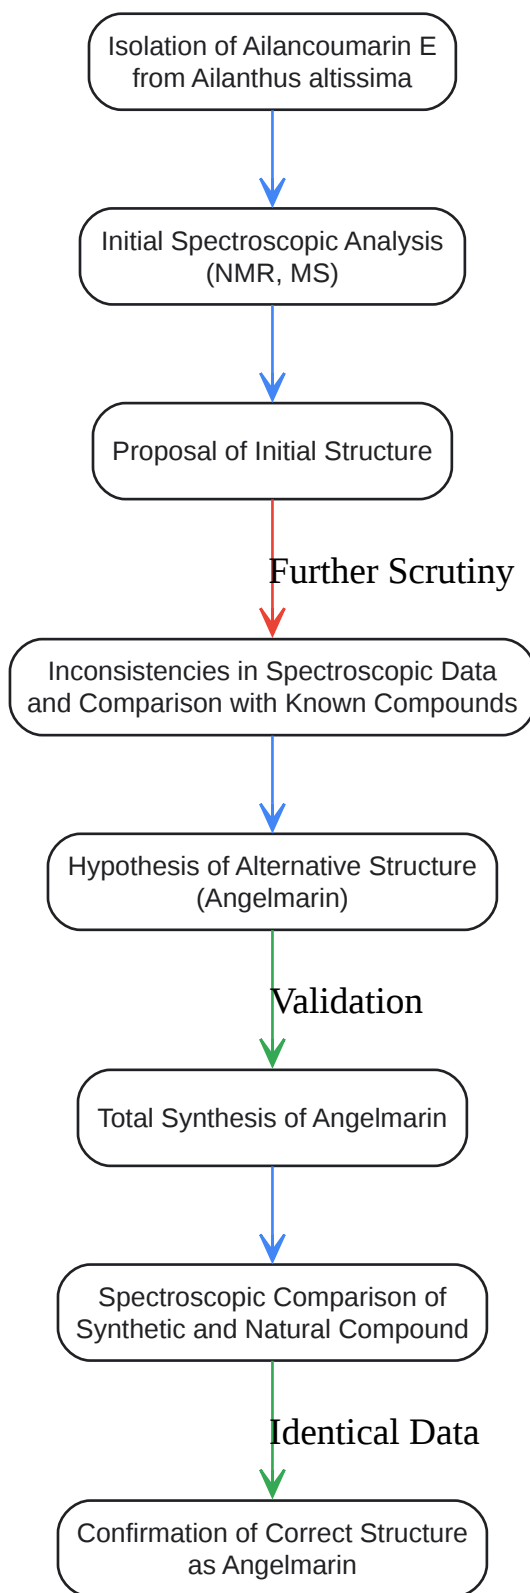 Isolation of Ailancoumarin E
from Ailanthus altissima
Initial Spectroscopic Analysis
(NMR, MS)
Proposal of Initial Structure
Further Scrutiny
Inconsistencies in Spectroscopic Data
and Comparison with Known Compounds
Hypothesis of Alternative Structure
(Angelmarin)
Validation
Total Synthesis of Angelmarin
Spectroscopic Comparison of
Synthetic and Natural Compound
Identical Data
Confirmation of Correct Structure
as Angelmarin